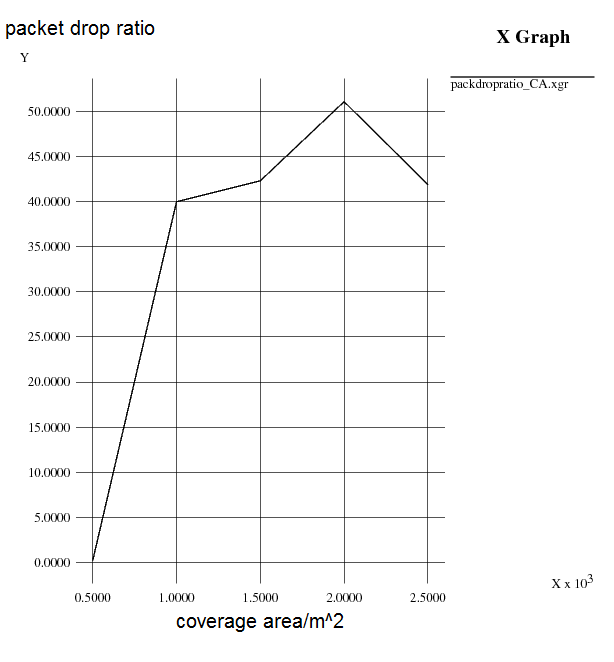 packet drop ratio
X Graph
Y
packdropratio_CA.xgr
50.0000
45.0000
40.0000
35.0000
30.0000
25.0000
20.0000
15.0000
10.0000
5.0000
0.0000
X x 10³
0.5000 1.0000 1.5000 2.0000 2.5000
coverage area/m^2